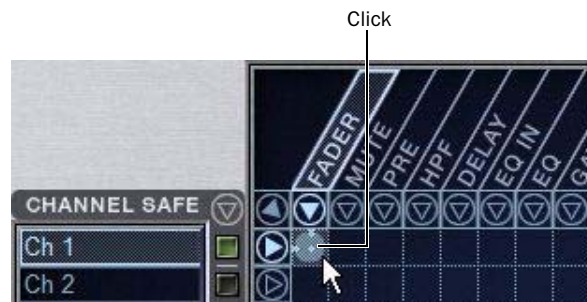 Click
FADER
MUTE
PRE
HPF
DELAY
EQ IN
EQ
CHANNEL SAFE
Ch 1
Ch 2